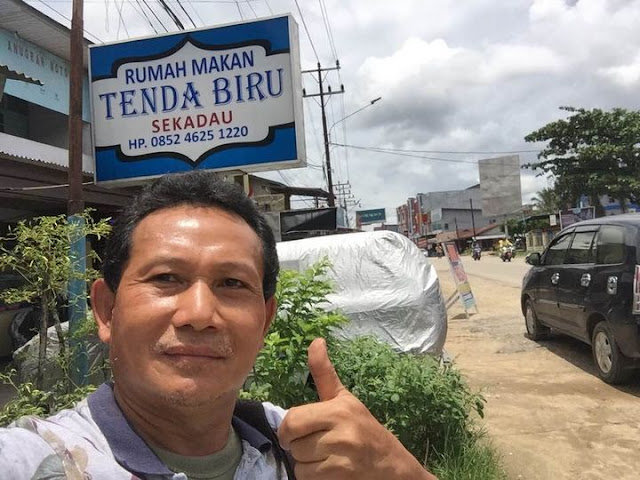 RUMAH MAKAN
TENDA BIRU
SEKADAU
HP. 0852 4625 1220